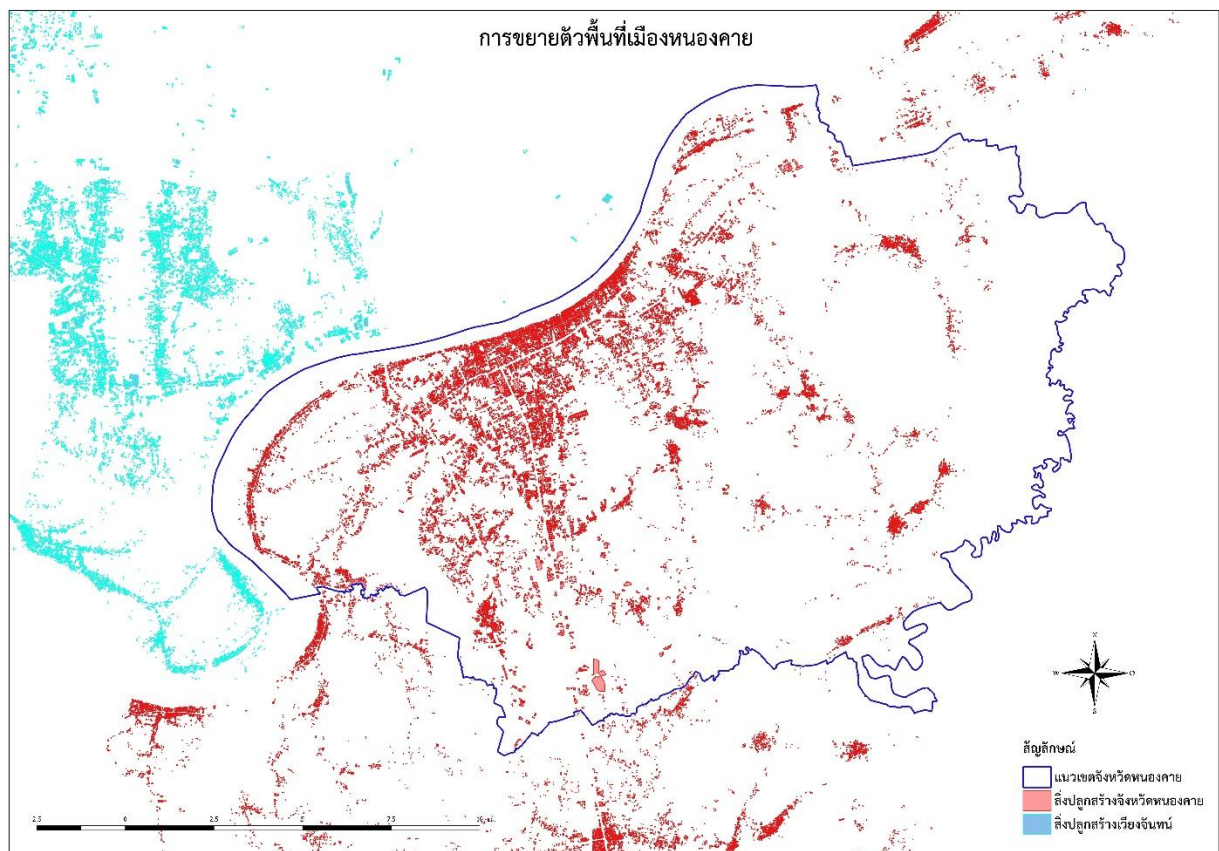 การขยายตัวพื้นที่เมืองหนองคาย
N
W O
S
สัญลักษณ์
แนวเขตจังหวัดหนองคาย
สิ่งปลูกสร้างจังหวัดหนองคาย
สิ่งปลูกสร้างเวียงจันทน์
2.5 0 2.5 5 7.5 10